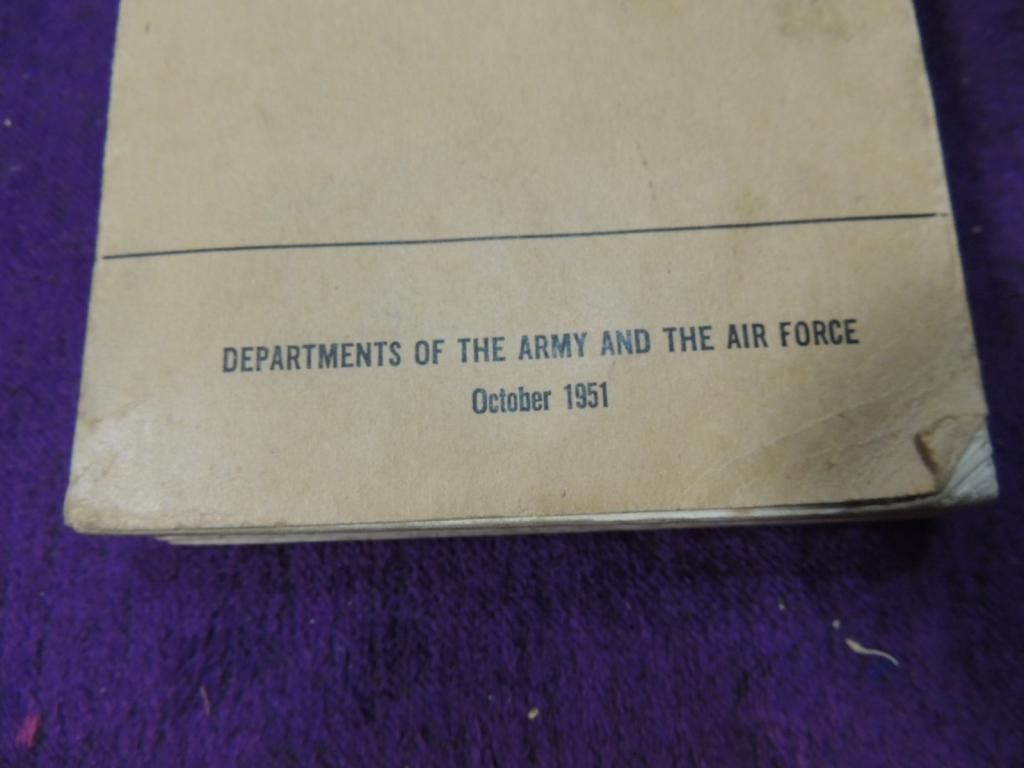 DEPARTMENTS OF THE ARMY AND THE AIR FORCE
October 1951